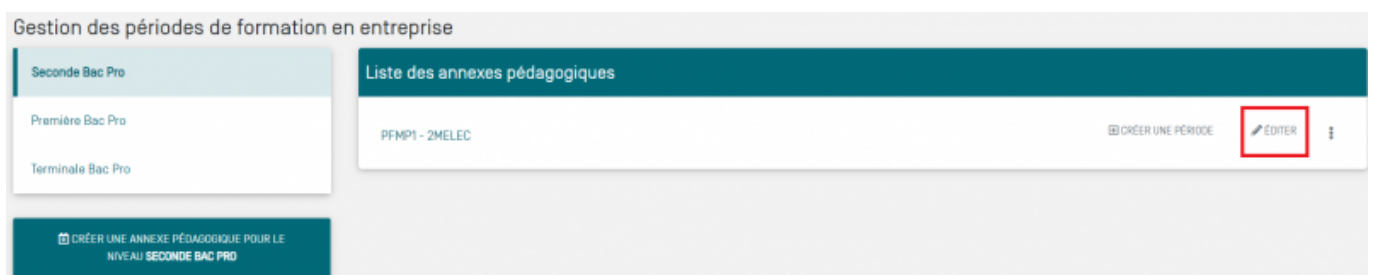 Gestion des périodes de formation en entreprise
Seconde Bac Pro
Première Bac Pro
Terminale Bac Pro
CRÉER UNE ANNEXE PÉDAGOGIQUE POUR LE
NIVEAU SECONDE BAC PRO
Liste des annexes pédagogiques
PFMP1 - 2MELEC
CRÉER UNE PÉRIODE
ÉDITER